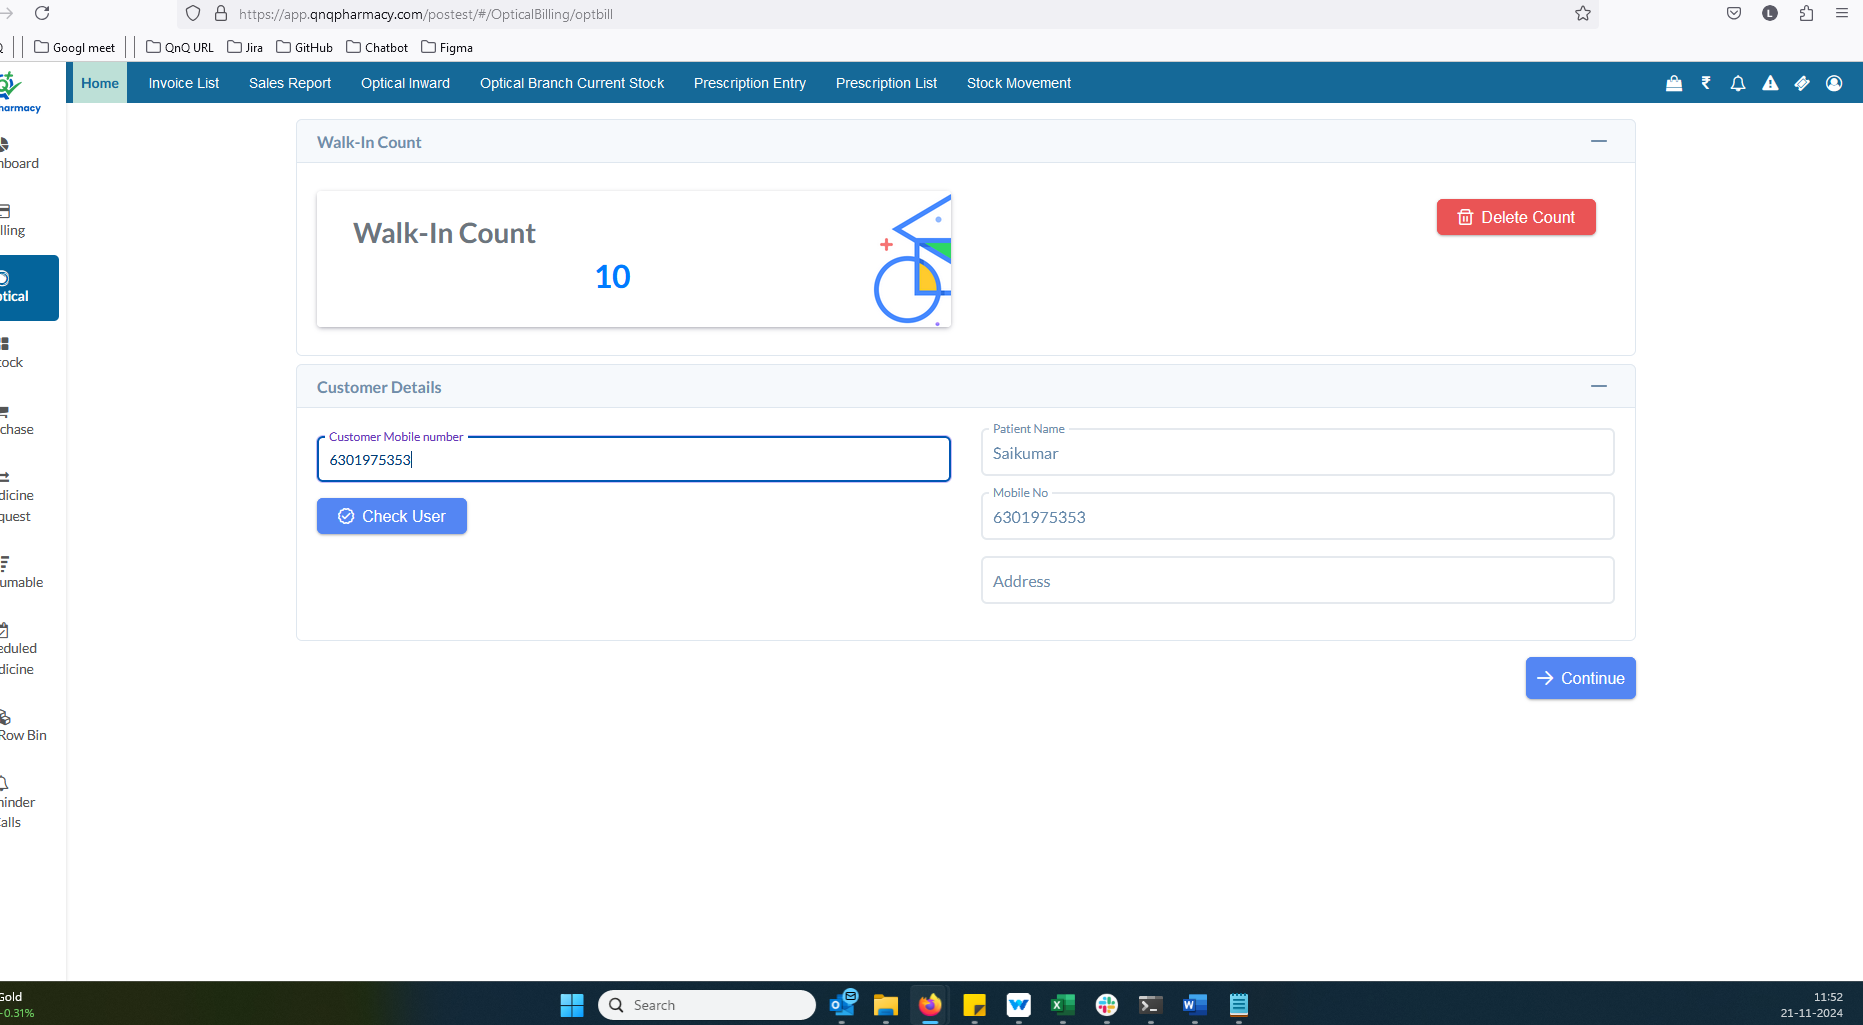 https://app.qnqpharmacy.com/postest/#/OpticalBilling/optbill
Googl meet QnQ URL Jira GitHub Chatbot Figma
Home Invoice List Sales Report Optical Inward Optical Branch Current Stock Prescription Entry Prescription List Stock Movement
harmacy
hboard
lling
ptical
tock
chase
dicine
quest
umable
eduled
dicine
Row Bin
ninder
alls
Walk-In Count
Walk-In Count
10
Delete Count
Customer Details
Customer Mobile number
6301975353
Check User
Patient Name
Saikumar
Mobile No
6301975353
Address
Continue
Gold
-0.31%
Search
11:52
21-11-2024